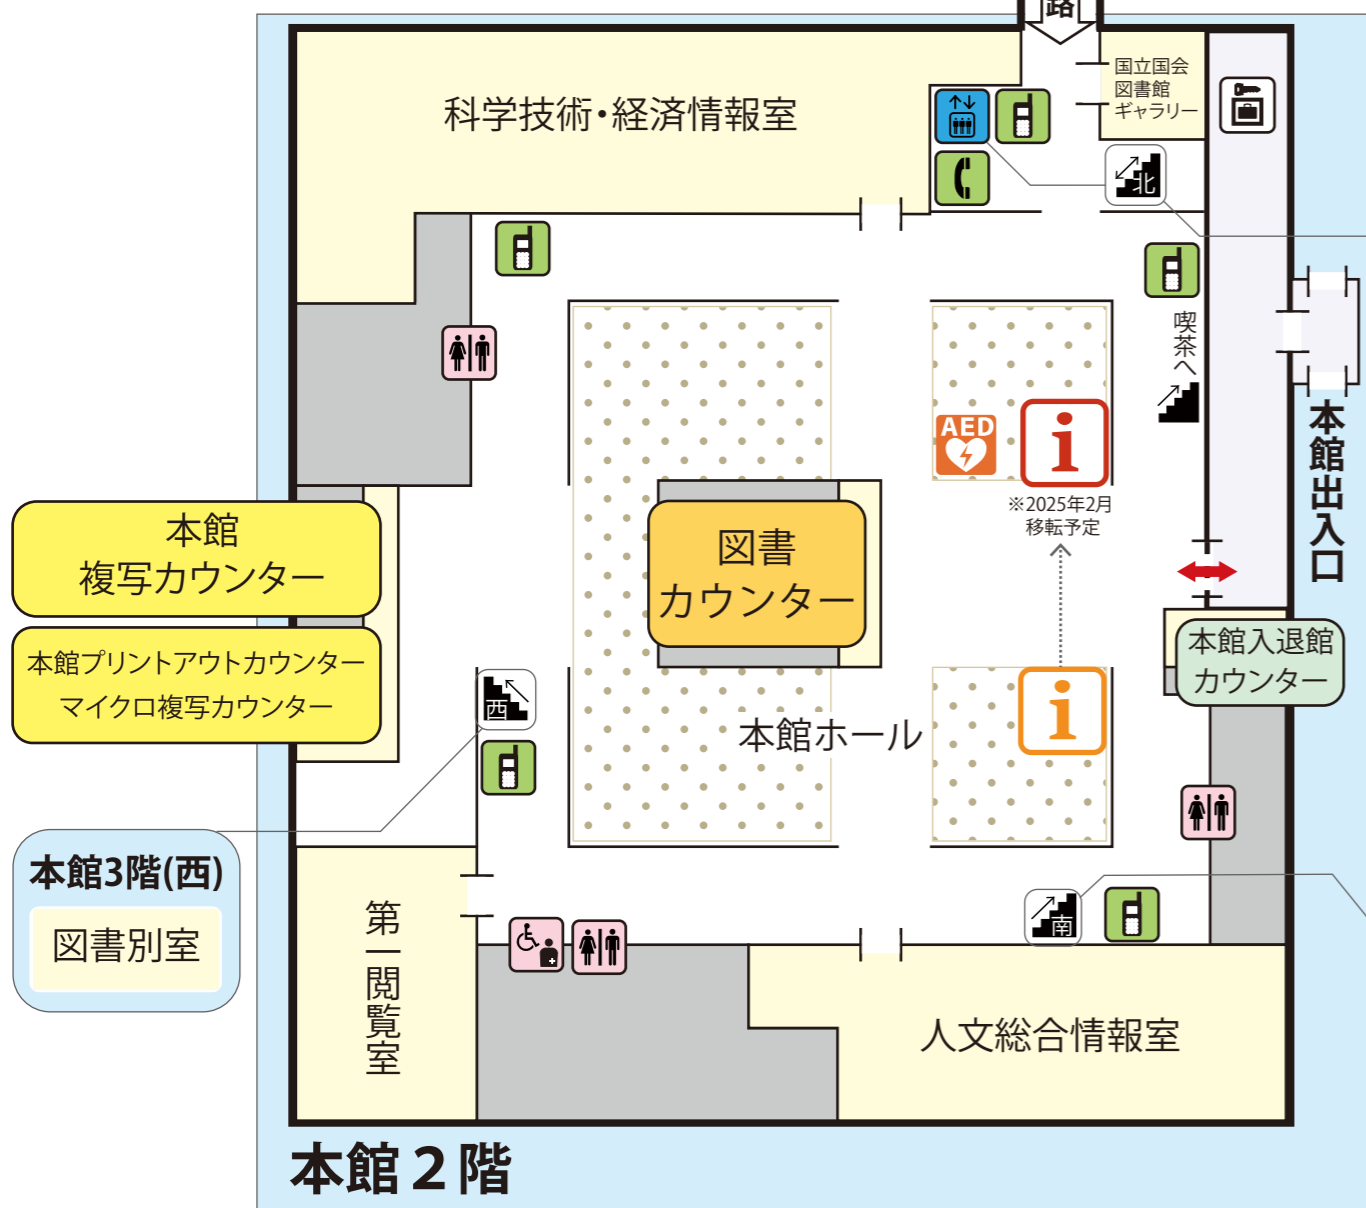 路
国立国会
図書館
ギャラリー
科学技術・経済情報室
北
喫茶へ
AED
i
※2025年2月
移転予定
本館出入口
本館
複写カウンター
図書
カウンター
本館プリントアウトカウンター
マイクロ複写カウンター
本館入退館
カウンター
西
i
本館ホール
本館3階(西)
図書別室
第一閲覧室
南
人文総合情報室
本館2階